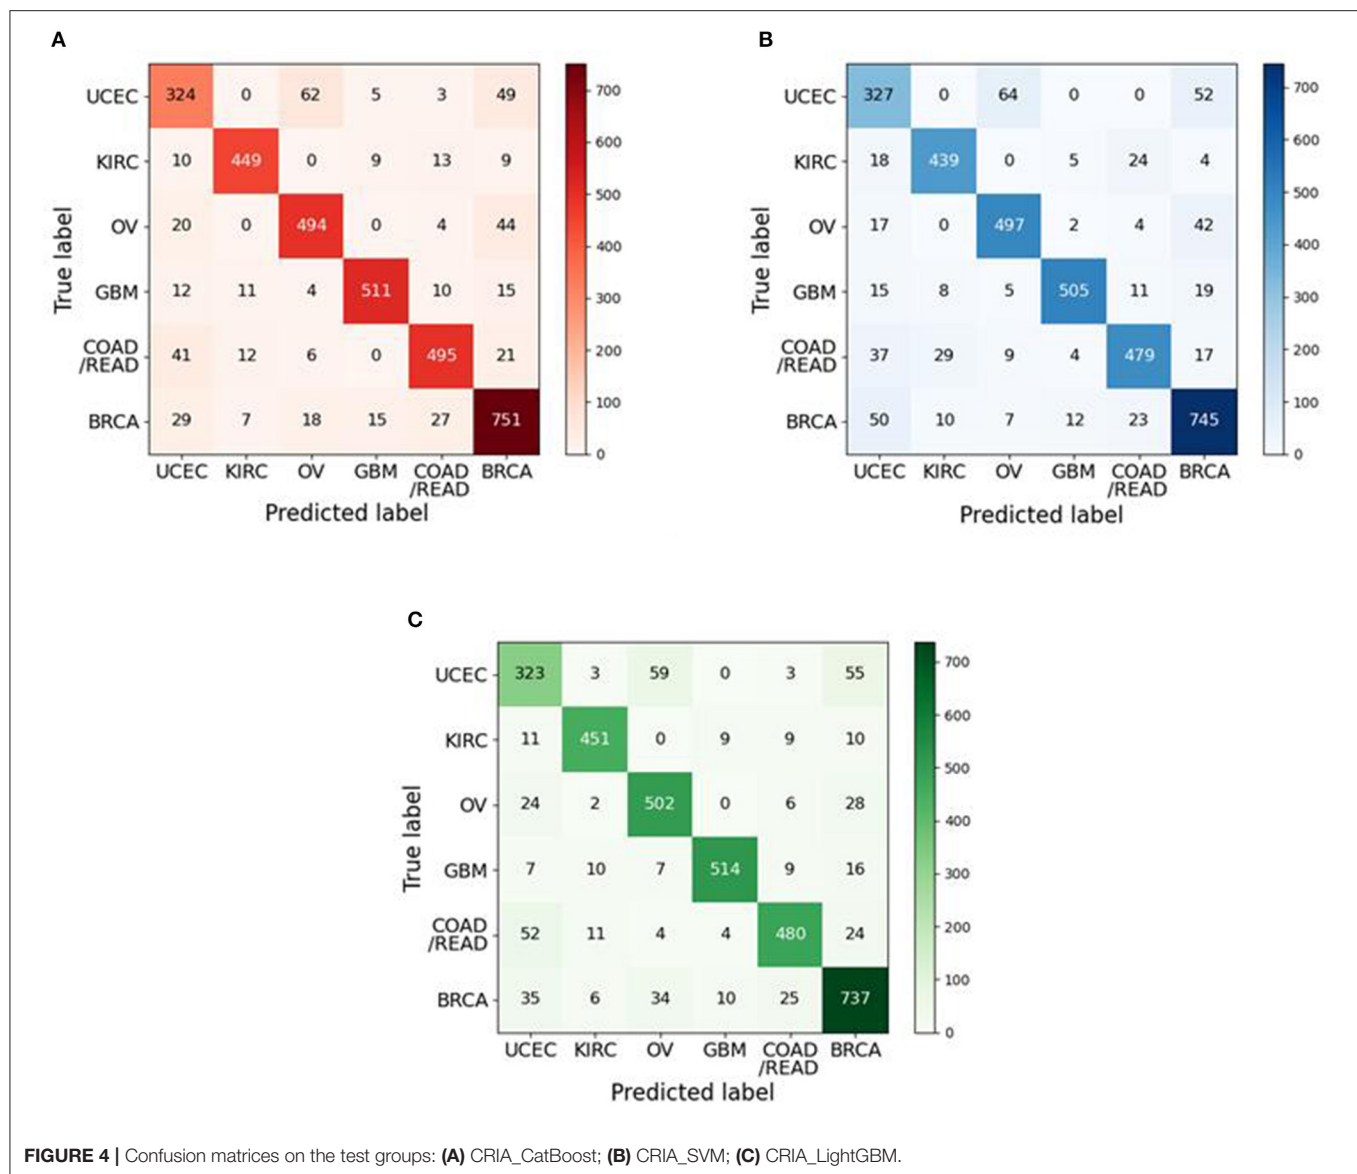 A
UCEC 324 0 62 5 3 49
KIRC 10 449 0 9 13 9
OV 20 0 494 0 4 44
GBM 12 11 4 511 10 15
COAD
/READ 41 12 6 0 495 21
BRCA 29 7 18 15 27 751
UCEC KIRC OV GBM COAD BRCA
/READ
Predicted label
True label
700
600
500
400
300
200
100
0
B
UCEC 327 0 64 0 0 52
KIRC 18 439 0 5 24 4
OV 17 0 497 2 4 42
GBM 15 8 5 505 11 19
COAD
/READ 37 29 9 4 479 17
BRCA 50 10 7 12 23 745
UCEC KIRC OV GBM COAD BRCA
/READ
Predicted label
True label
700
600
500
400
300
200
100
0
C
UCEC 323 3 59 0 3 55
KIRC 11 451 0 9 9 10
OV 24 2 502 0 6 28
GBM 7 10 7 514 9 16
COAD
/READ 52 11 4 4 480 24
BRCA 35 6 34 10 25 737
UCEC KIRC OV GBM COAD BRCA
/READ
Predicted label
True label
700
600
500
400
300
200
100
0
FIGURE 4 | Confusion matrices on the test groups: (A) CRIA_CatBoost; (B) CRIA_SVM; (C) CRIA_LightGBM.